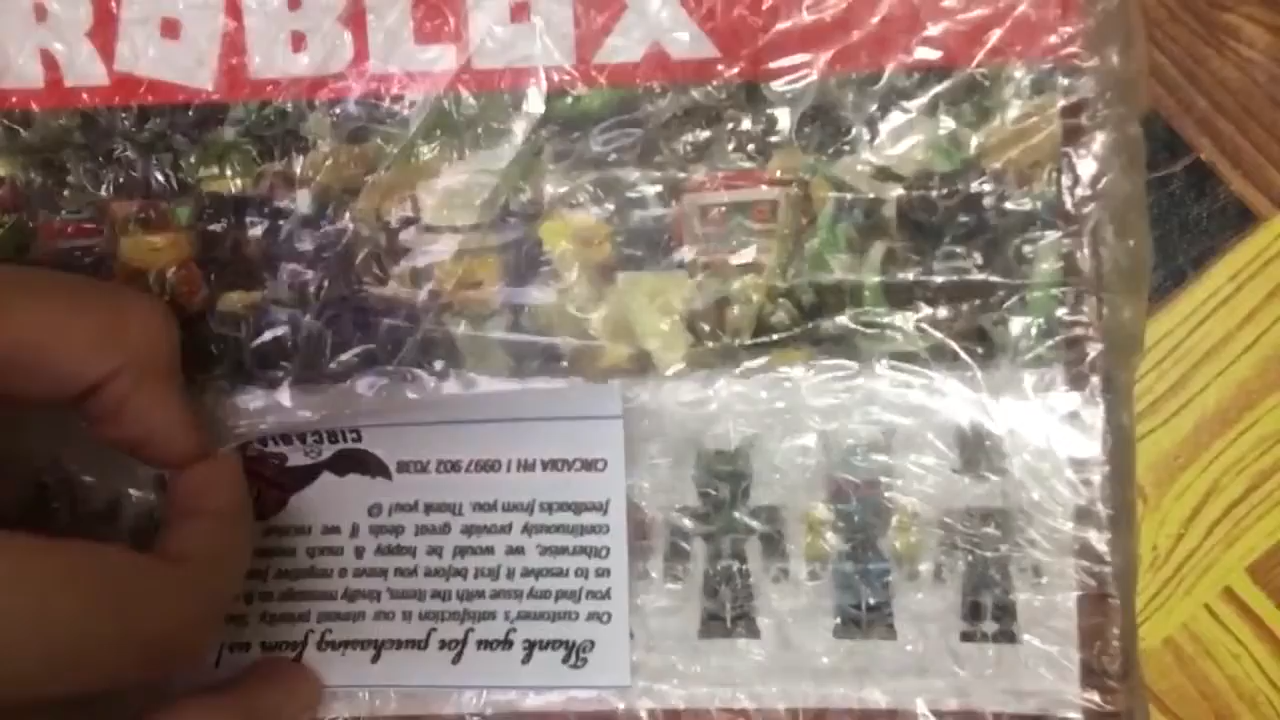 ROBLOX
Thank you for purchasing from us!
Our customer's satisfaction is our utmost priority.
you find any issue with the items, kindly message us
us to resolve it first before you leave a negative
Otherwise, we would be happy & much
continuously provide great deals if we receive
feedbacks from you. Thank you!
CIRCADIA PH | 0997 902 7038
CIRCADIA